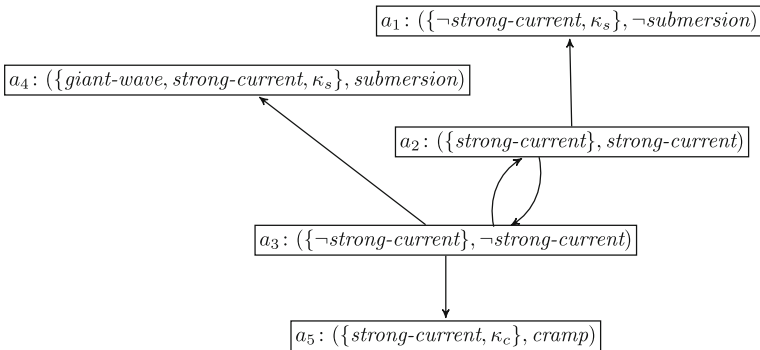 a₁: ({¬strong-current, κₛ}, ¬submersion)
a₄: ({giant-wave, strong-current, κₛ}, submersion)
a₂: ({strong-current}, strong-current)
a₃: ({¬strong-current}, ¬strong-current)
a₅: ({strong-current, κ_c}, cramp)